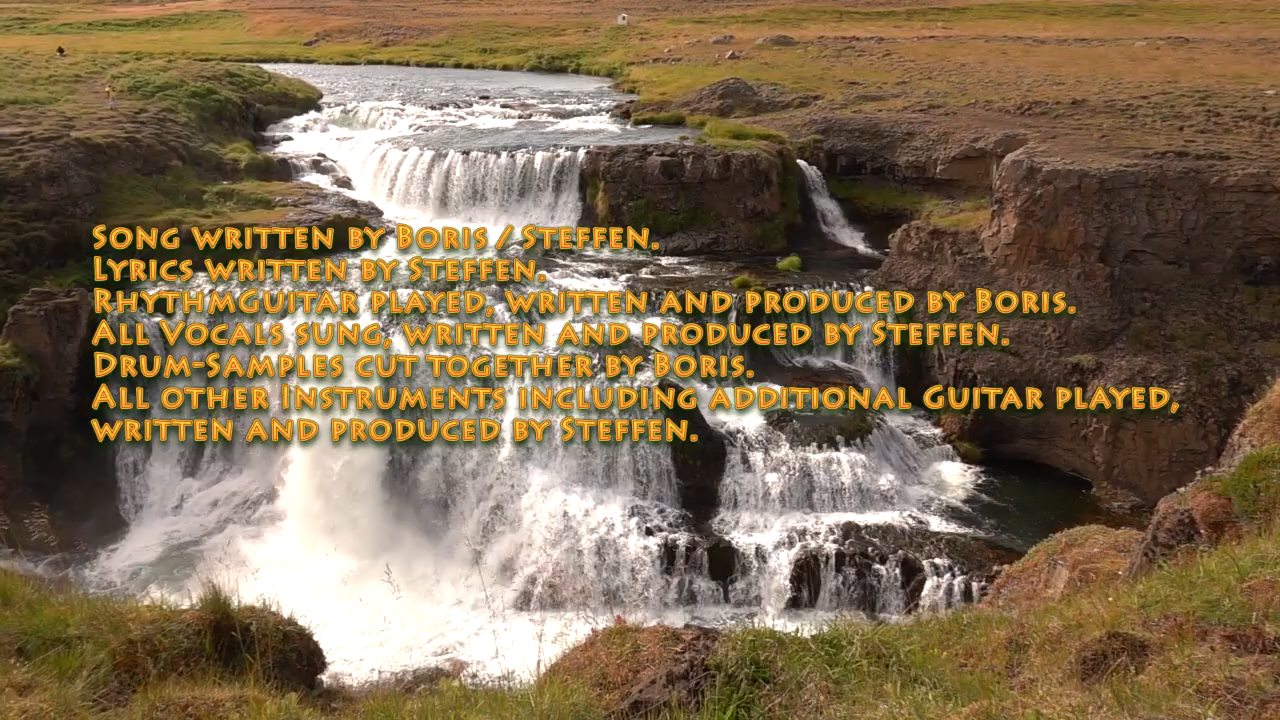 Song written by Boris / Steffen.
Lyrics written by Steffen.
RhythmGuitar played, written and produced by Boris.
All Vocals sung, written and produced by Steffen.
Drum-Samples cut together by Boris.
All other Instruments including additional Guitar played,
written and produced by Steffen.